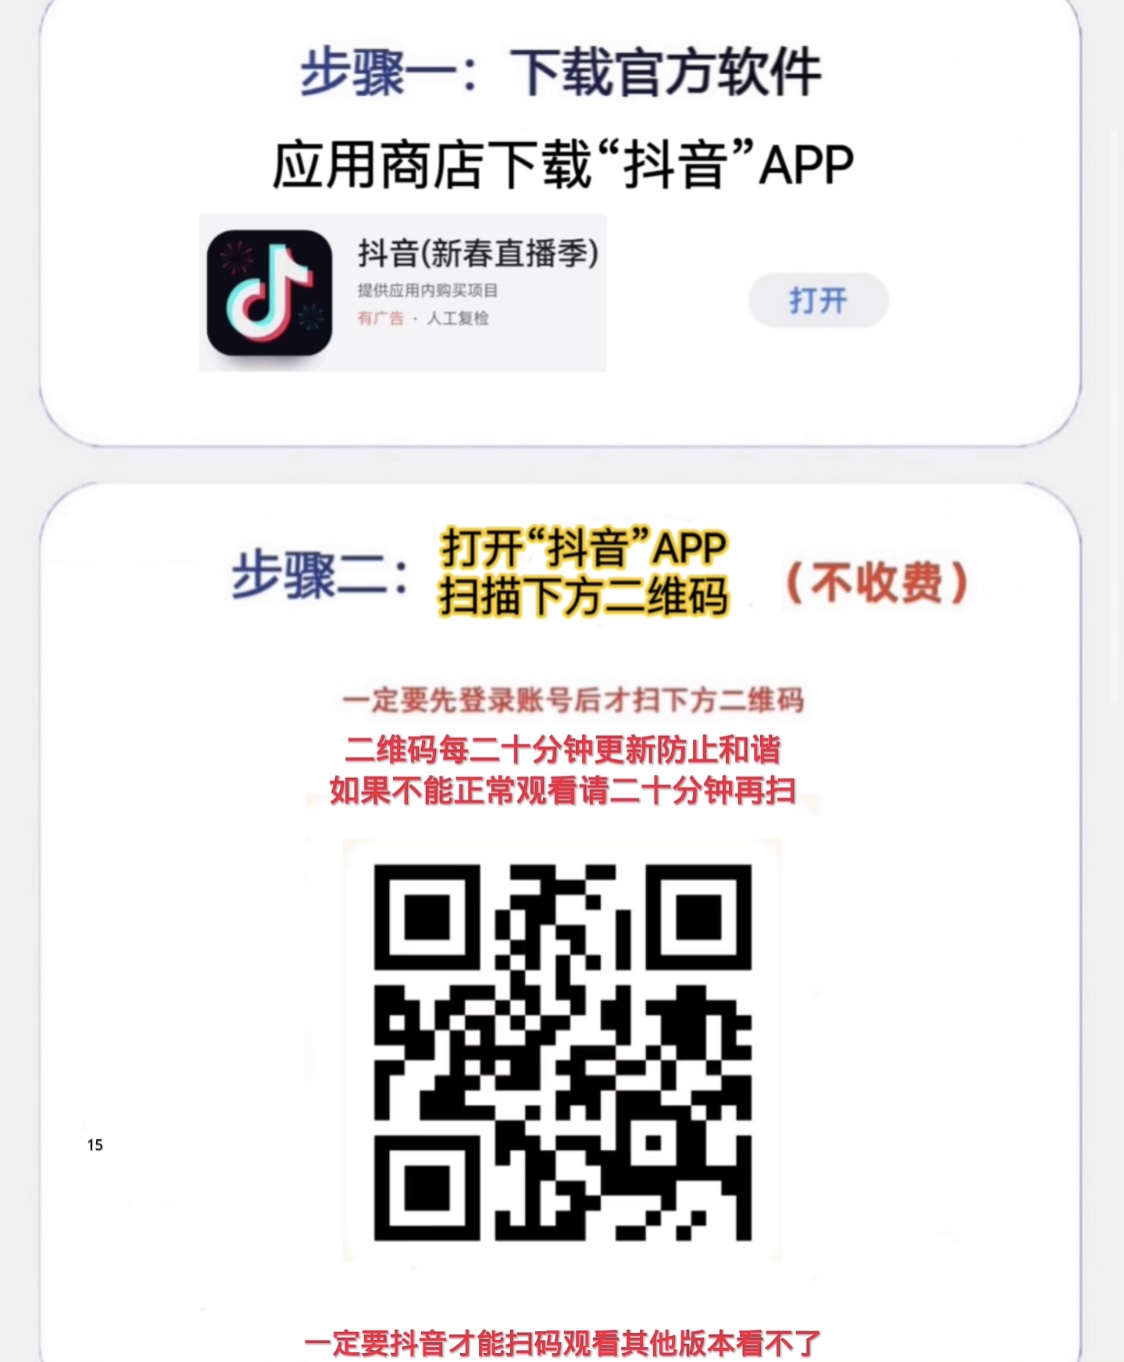 步骤一：下载官方软件
应用商店下载“抖音”APP
抖音(新春直播季)
提供应用内购买项目
有广告 · 人工复检
打开
步骤二：
打开“抖音”APP
扫描下方二维码
（不收费）
一定要先登录账号后才扫下方二维码
二维码每二十分钟更新防止和谐
如果不能正常观看请二十分钟再扫
15
一定要抖音才能扫码观看其他版本看不了